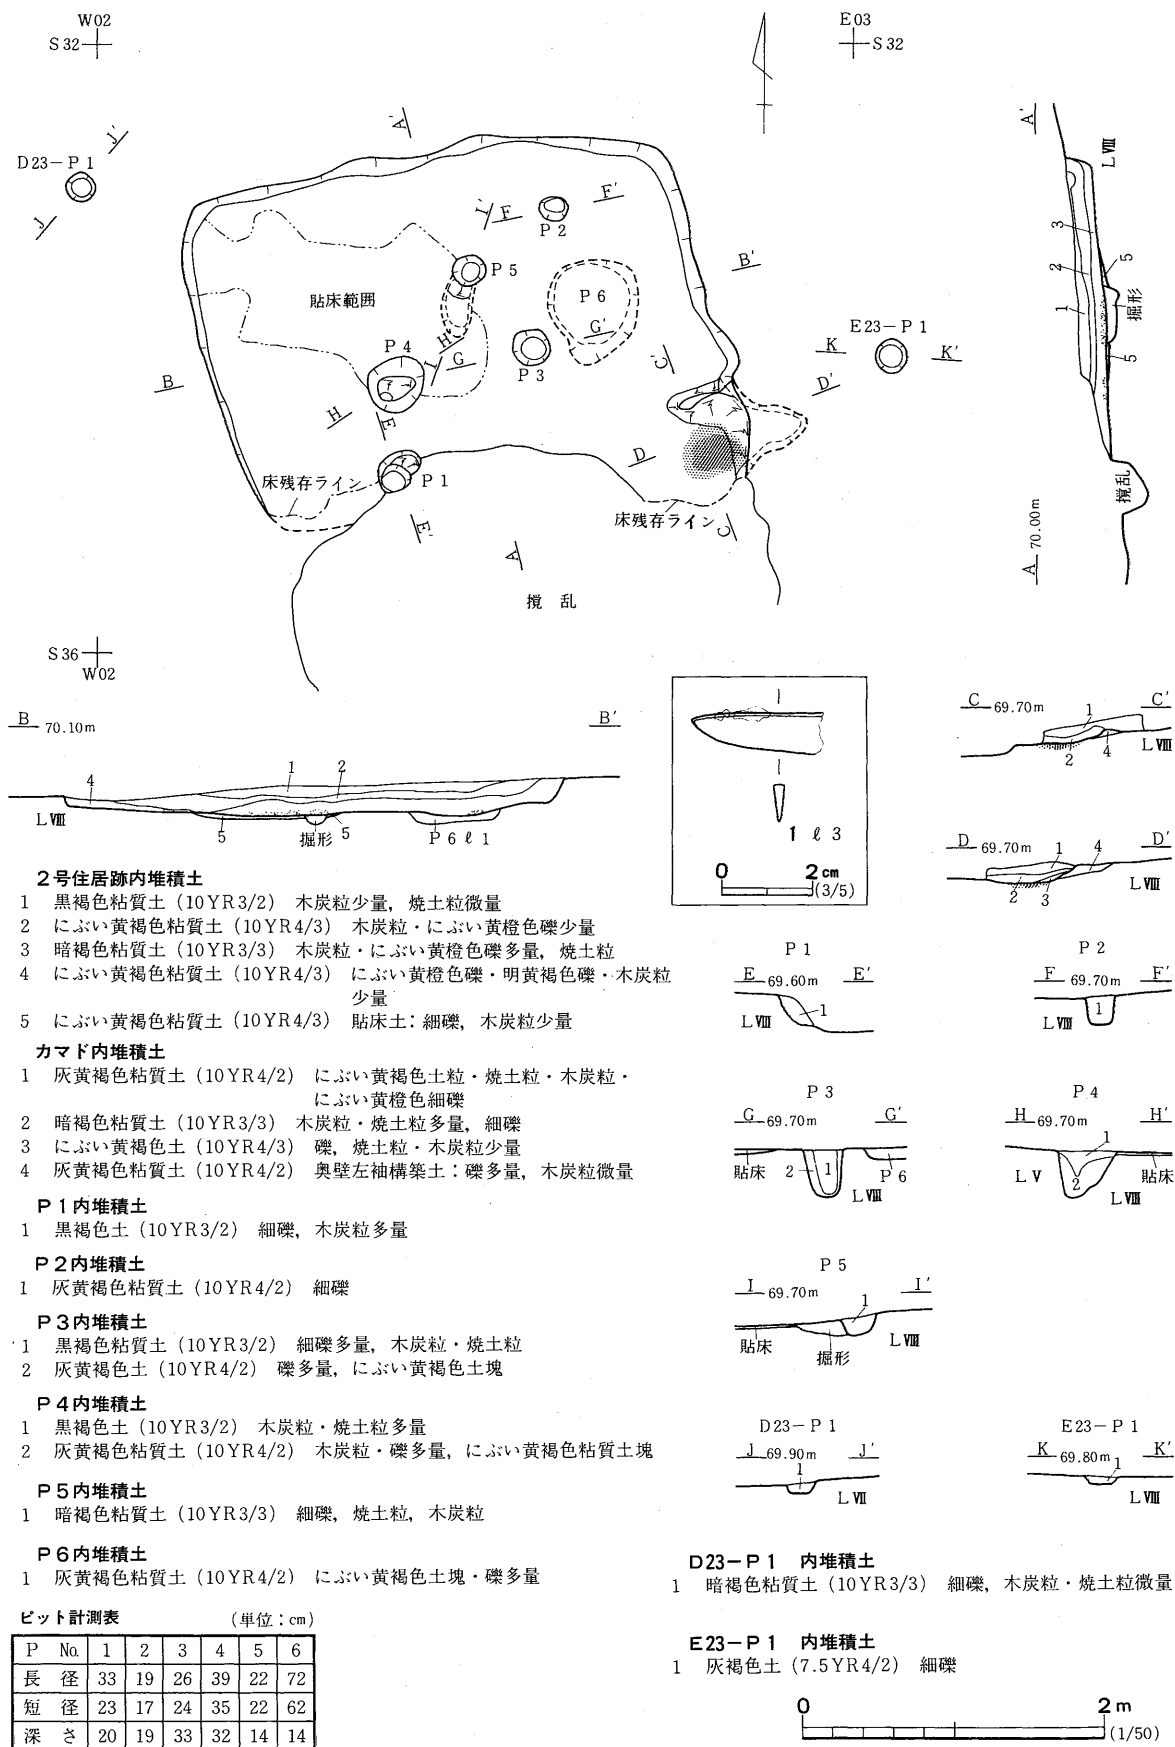 W02
S32
E03
S32
J'
D23-P1
J
A'
I'
F
F'
P2
B'
P5
貼床範囲
P6
G'
H'
I
G
P4
P3
C'
E23-P1
K
K'
D'
B
H
E
D
P1
床残存ライン
床残存ライン
C
E'
A
撹乱
S36
W02
A'
LⅧ
3
2
1
5
掘形
5
撹乱
A 70.00m
B 70.10m
B'
4
1
2
LⅧ
5
掘形
5
P6 ℓ1
1 ℓ3
0
2cm
(3/5)
C 69.70m
C'
1
2
4
LⅧ
D 69.70m
D'
1
4
2
3
LⅧ
2号住居跡内堆積土
1 黒褐色粘質土(10YR3/2) 木炭粒少量,焼土粒微量
2 にぶい黄褐色粘質土(10YR4/3) 木炭粒・にぶい黄橙色礫少量
3 暗褐色粘質土(10YR3/3) 木炭粒・にぶい黄橙色礫多量,焼土粒
4 にぶい黄褐色粘質土(10YR4/3) にぶい黄橙色礫・明黄褐色礫・木炭粒
少量
5 にぶい黄褐色粘質土(10YR4/3) 貼床土:細礫,木炭粒少量
カマド内堆積土
1 灰黄褐色粘質土(10YR4/2) にぶい黄褐色土粒・焼土粒・木炭粒・
にぶい黄橙色細礫
2 暗褐色粘質土(10YR3/3) 木炭粒・焼土粒多量,細礫
3 にぶい黄褐色土(10YR4/3) 礫,焼土粒・木炭粒少量
4 灰黄褐色粘質土(10YR4/2) 奥壁左袖構築土:礫多量,木炭粒微量
P1内堆積土
1 黒褐色土(10YR3/2) 細礫,木炭粒多量
P2内堆積土
1 灰黄褐色粘質土(10YR4/2) 細礫
P3内堆積土
1 黒褐色粘質土(10YR3/2) 細礫多量,木炭粒・焼土粒
2 灰黄褐色土(10YR4/2) 礫多量,にぶい黄褐色土塊
P4内堆積土
1 黒褐色土(10YR3/2) 木炭粒・焼土粒多量
2 灰黄褐色粘質土(10YR4/2) 木炭粒・礫多量,にぶい黄褐色粘質土塊
P5内堆積土
1 暗褐色粘質土(10YR3/3) 細礫,焼土粒,木炭粒
P6内堆積土
1 灰黄褐色粘質土(10YR4/2) にぶい黄褐色土塊・礫多量
P1
E 69.60m
E'
LⅧ
1
P2
F 69.70m
F'
LⅧ
1
P3
G 69.70m
G'
貼床
2
1
P6
LⅧ
P4
H 69.70m
H'
1
LV
2
貼床
LⅧ
P5
I 69.70m
I'
1
貼床
掘形
LⅧ
D23-P1
J 69.90m
J'
1
LⅦ
E23-P1
K 69.80m
K'
1
LⅧ
D23-P1 内堆積土
1 暗褐色粘質土(10YR3/3) 細礫,木炭粒・焼土粒微量
E23-P1 内堆積土
1 灰褐色土(7.5YR4/2) 細礫
ピット計測表 (単位:cm)
P No. 1 2 3 4 5 6
長径 33 19 26 39 22 72
短径 23 17 24 35 22 62
深さ 20 19 33 32 14 14
0
2m
(1/50)